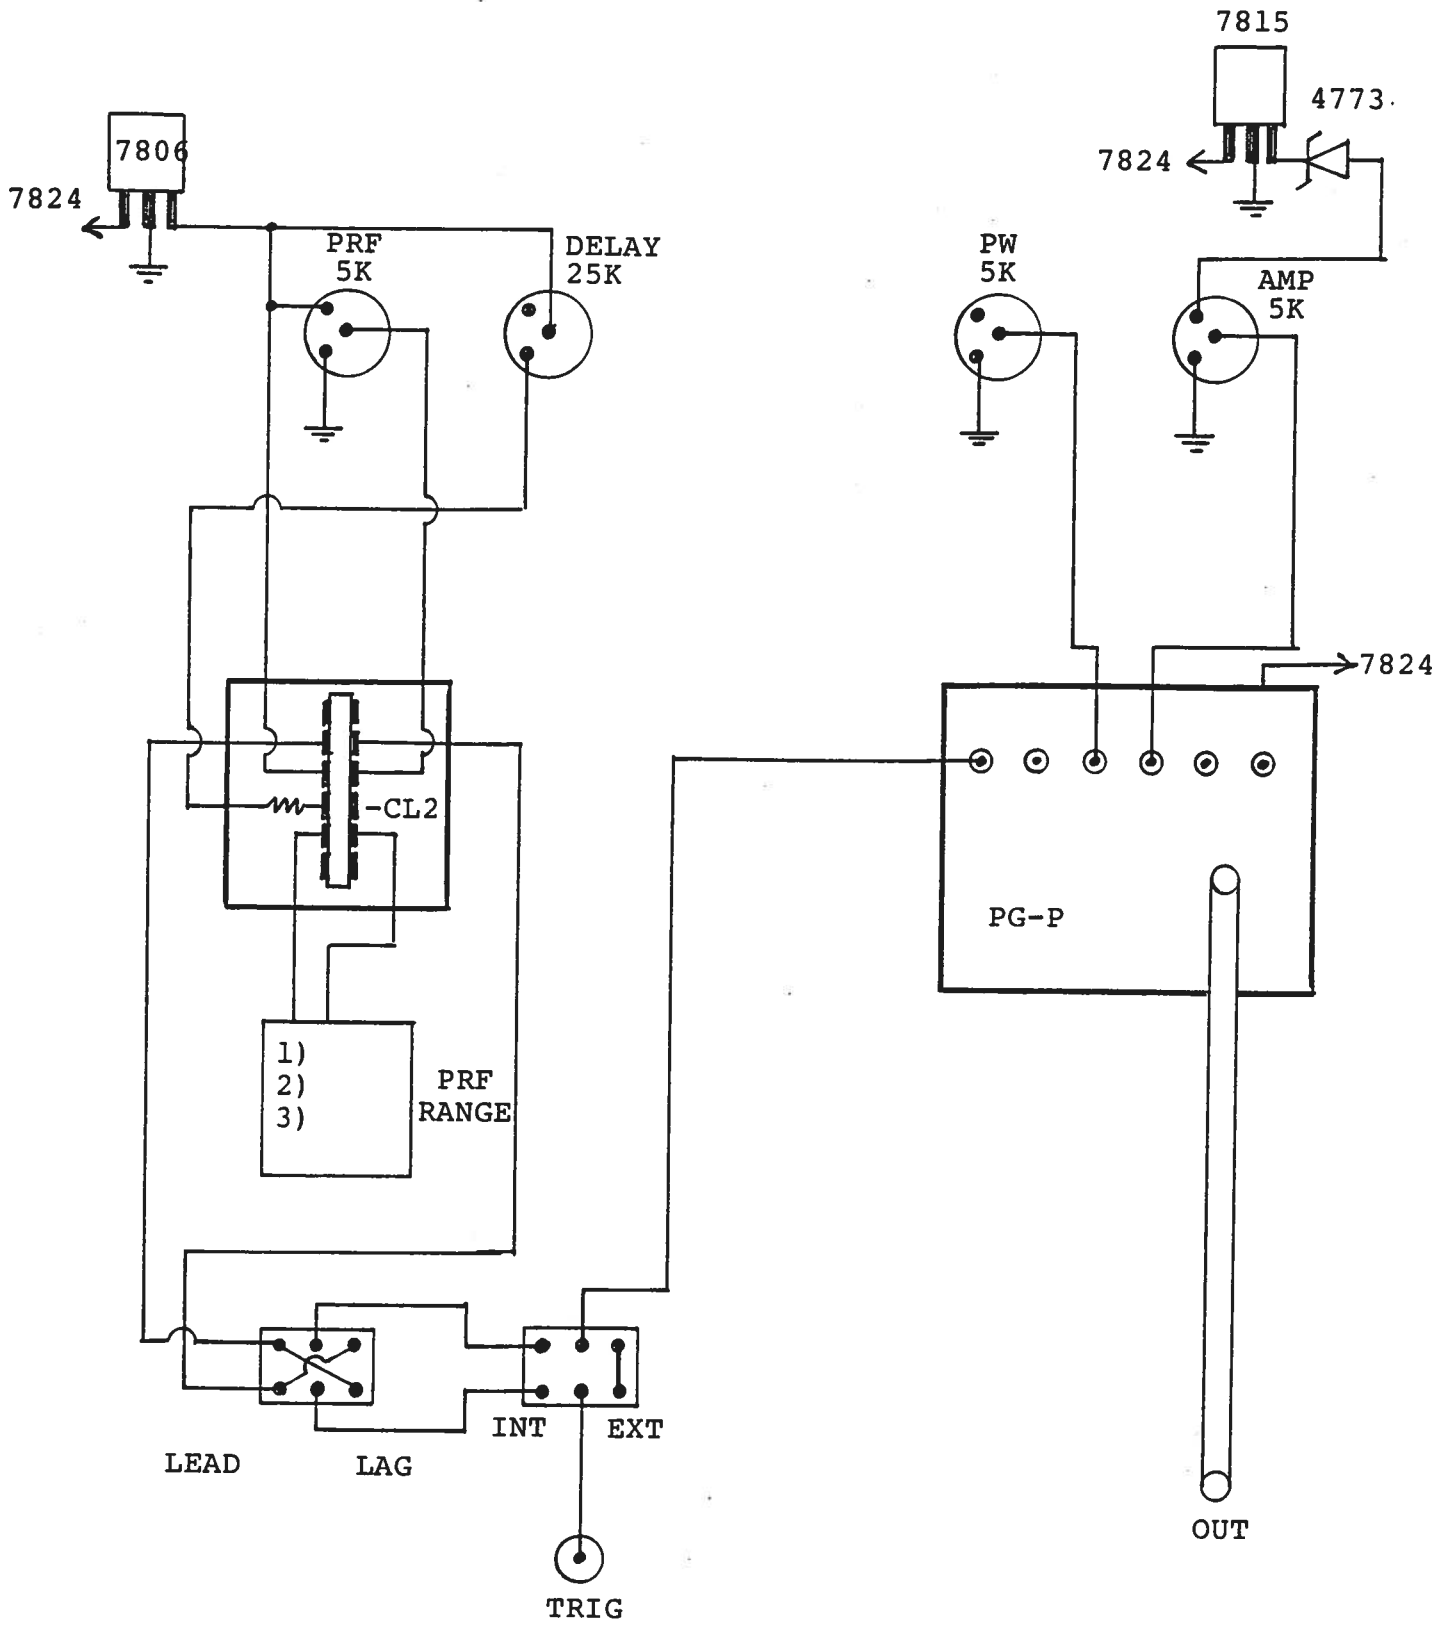 7815
4773
7806
7824
7824
PRF
5K
DELAY
25K
PW
5K
AMP
5K
7824
-CL2
PG-P
1)
2)
3)
PRF
RANGE
INT
EXT
LEAD
LAG
OUT
TRIG